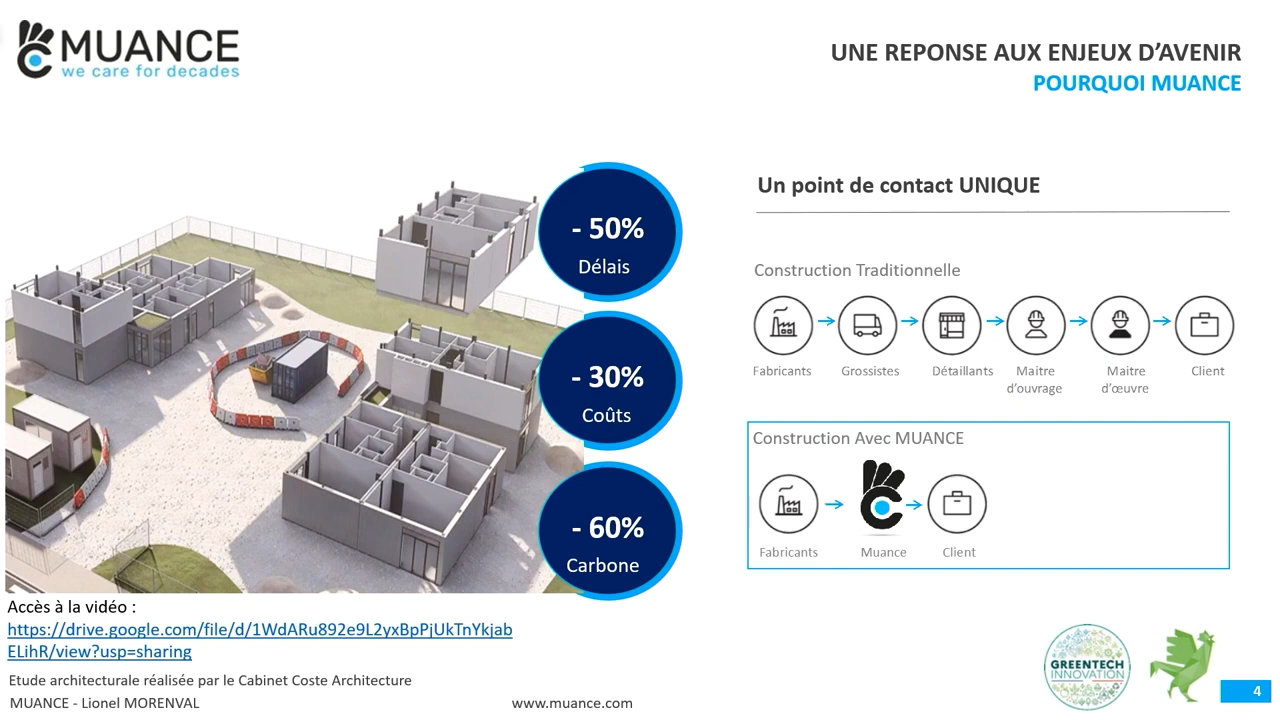 MUANCE
we care for decades
UNE REPONSE AUX ENJEUX D’AVENIR
POURQUOI MUANCE
- 50%
Délais
- 30%
Coûts
- 60%
Carbone
Un point de contact UNIQUE
Construction Traditionnelle
Fabricants
Grossistes
Détaillants
Maitre
d’ouvrage
Maitre
d’œuvre
Client
Construction Avec MUANCE
Fabricants
Muance
Client
Accès à la vidéo :
https://drive.google.com/file/d/1WdARu892e9L2yxBpPjUkTnYkjab
ELihR/view?usp=sharing
Etude architecturale réalisée par le Cabinet Coste Architecture
MUANCE - Lionel MORENVAL
www.muance.com
GREENTECH
INNOVATION
4